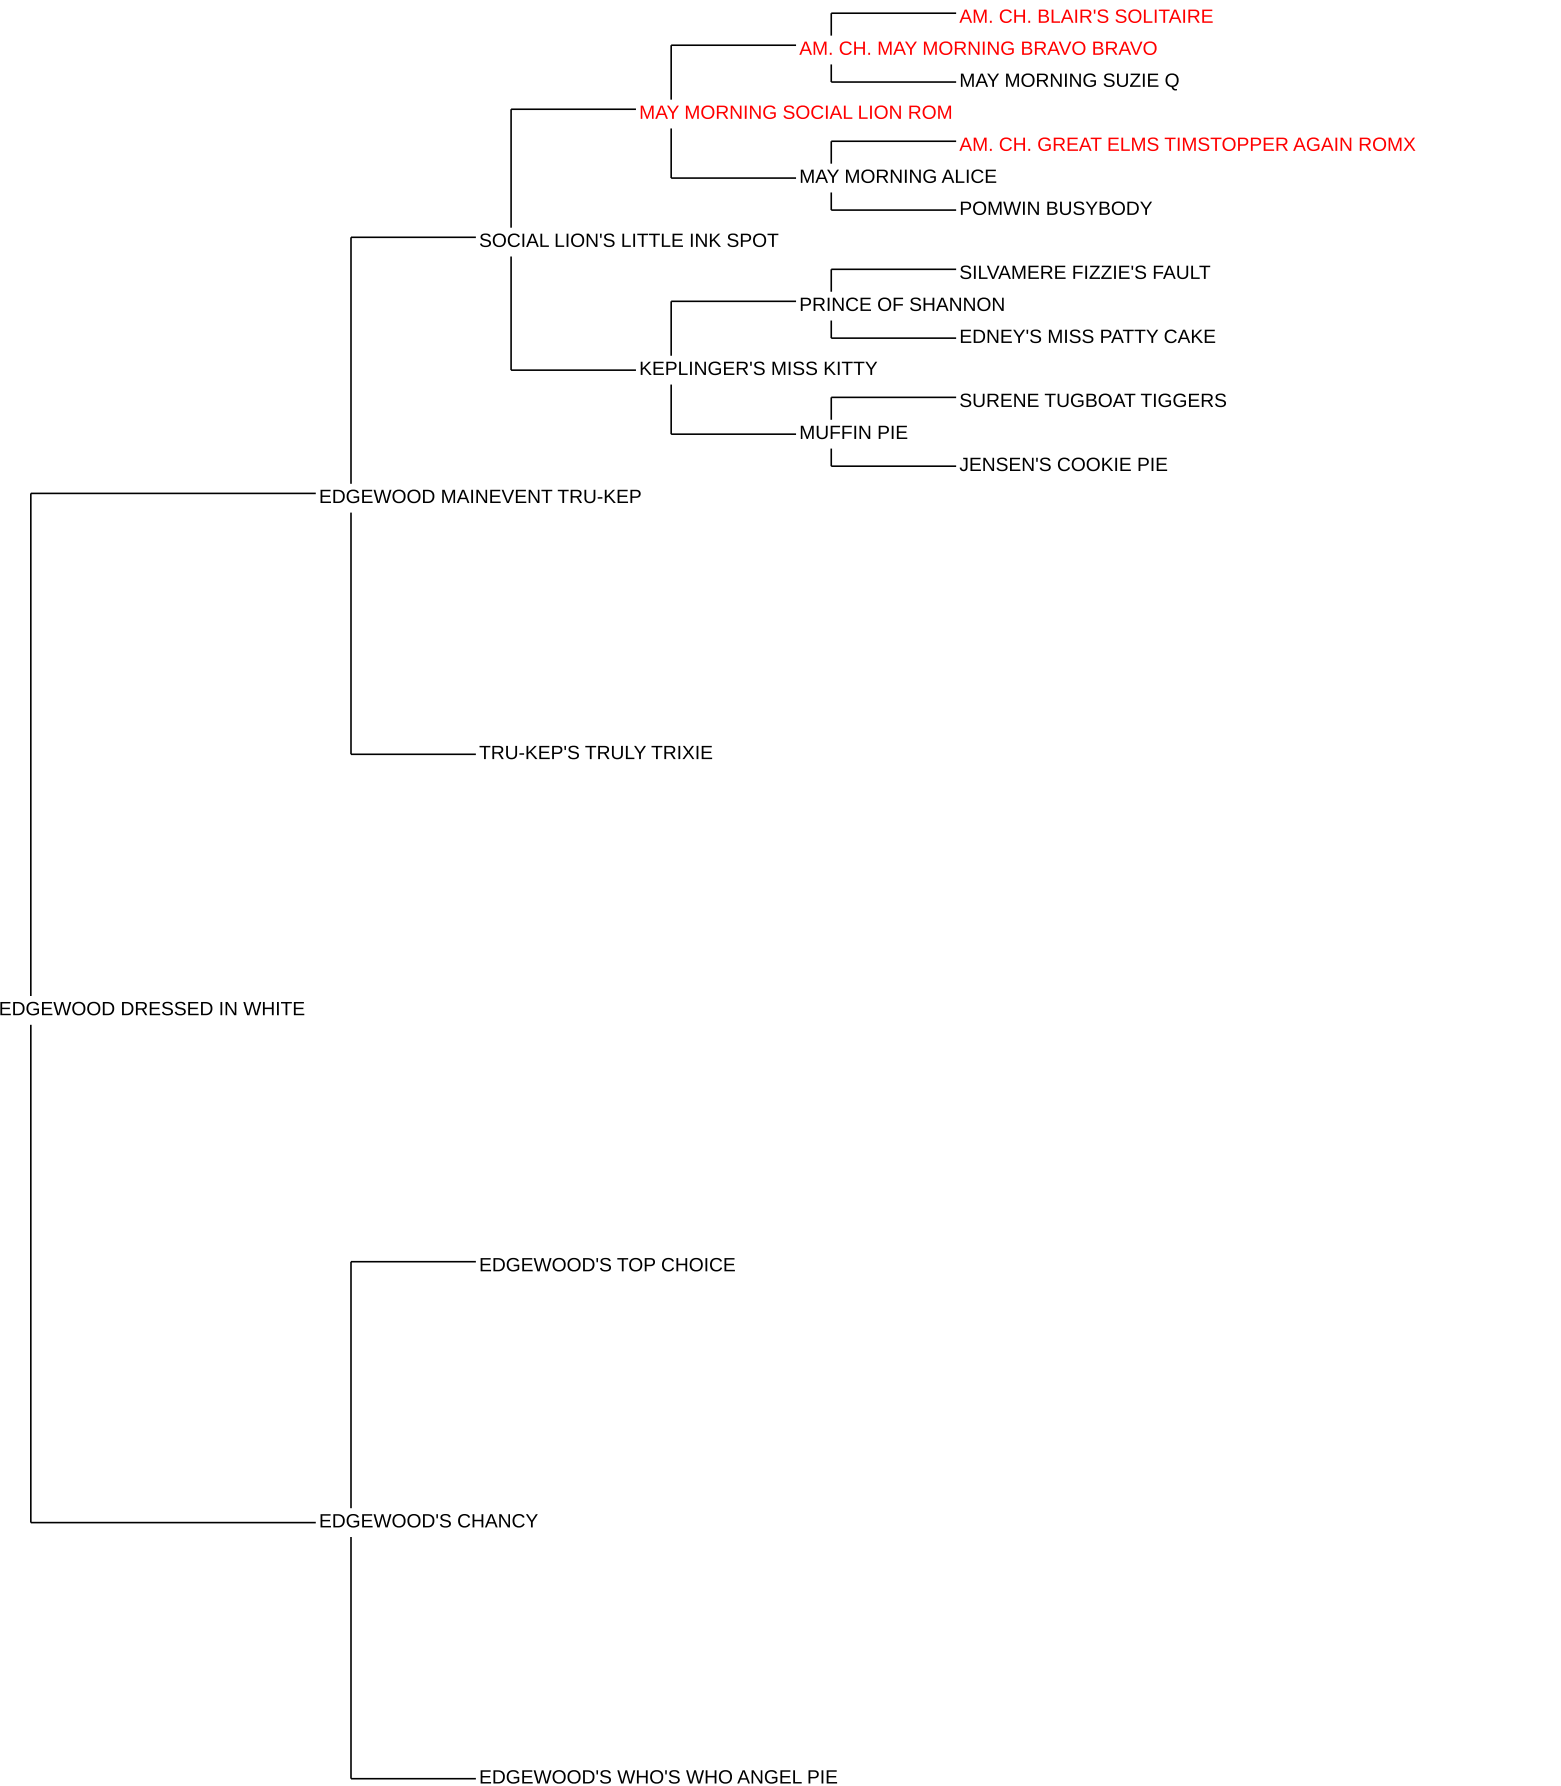 AM. CH. BLAIR'S SOLITAIRE
AM. CH. MAY MORNING BRAVO BRAVO
MAY MORNING SUZIE Q
MAY MORNING SOCIAL LION ROM
AM. CH. GREAT ELMS TIMSTOPPER AGAIN ROMX
MAY MORNING ALICE
POMWIN BUSYBODY
SOCIAL LION'S LITTLE INK SPOT
SILVAMERE FIZZIE'S FAULT
PRINCE OF SHANNON
EDNEY'S MISS PATTY CAKE
KEPLINGER'S MISS KITTY
SURENE TUGBOAT TIGGERS
MUFFIN PIE
JENSEN'S COOKIE PIE
EDGEWOOD MAINEVENT TRU-KEP
TRU-KEP'S TRULY TRIXIE
EDGEWOOD DRESSED IN WHITE
EDGEWOOD'S TOP CHOICE
EDGEWOOD'S CHANCY
EDGEWOOD'S WHO'S WHO ANGEL PIE